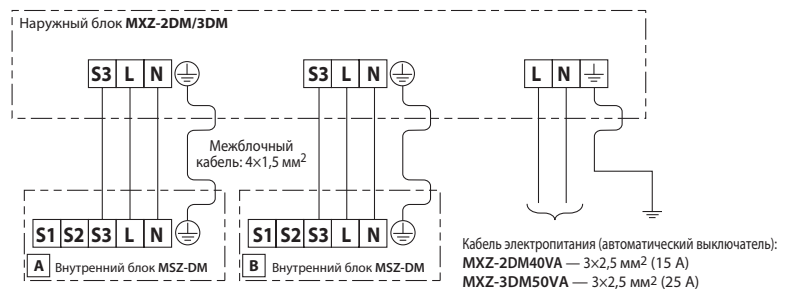 Наружный блок MXZ-2DM/3DM
S3 L N
S3 L N
L N
Межблочный
кабель: 4×1,5 мм²
S1 S2 S3 L N
S1 S2 S3 L N
A Внутренний блок MSZ-DM
B Внутренний блок MSZ-DM
Кабель электропитания (автоматический выключатель):
MXZ-2DM40VA — 3×2,5 мм² (15 А)
MXZ-3DM50VA — 3×2,5 мм² (25 А)